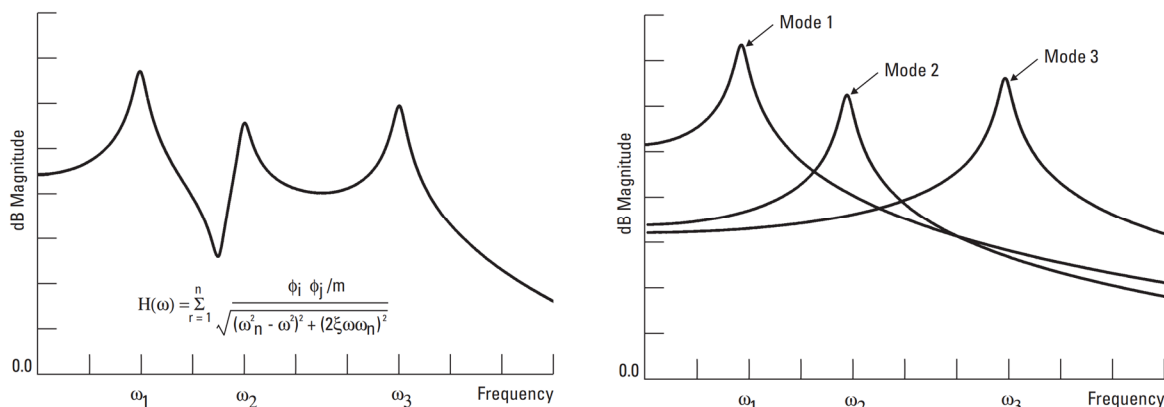 dB Magnitude
H(ω) = Σ r = 1 n ϕi ϕj /m / √(ω²n - ω²)² + (2ξωωn)²
0.0
ω1
ω2
ω3
Frequency
Mode 1
Mode 2
Mode 3
dB Magnitude
0.0
ω1
ω2
ω3
Frequency